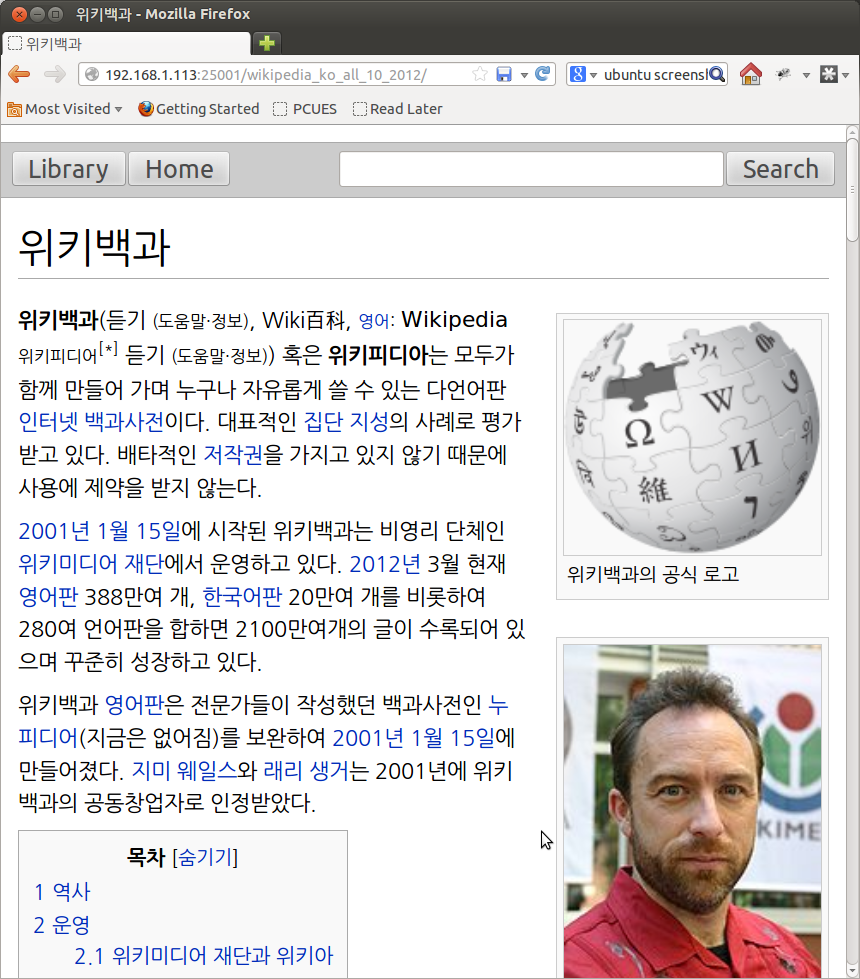 위키백과 - Mozilla Firefox
위키백과
192.168.1.113:25001/wikipedia_ko_all_10_2012/
ubuntu screens
Most Visited
Getting Started
PCUES
Read Later
Library
Home
Search
위키백과
위키백과(듣기 (도움말·정보), Wiki百科, 영어: Wikipedia
위키피디어[*] 듣기 (도움말·정보)) 혹은 위키피디아는 모두가
함께 만들어 가며 누구나 자유롭게 쓸 수 있는 다언어판
인터넷 백과사전이다. 대표적인 집단 지성의 사례로 평가
받고 있다. 배타적인 저작권을 가지고 있지 않기 때문에
사용에 제약을 받지 않는다.
2001년 1월 15일에 시작된 위키백과는 비영리 단체인
위키미디어 재단에서 운영하고 있다. 2012년 3월 현재
영어판 388만여 개, 한국어판 20만여 개를 비롯하여
280여 언어판을 합하면 2100만여개의 글이 수록되어 있
으며 꾸준히 성장하고 있다.
위키백과 영어판은 전문가들이 작성했던 백과사전인 누
피디어(지금은 없어짐)를 보완하여 2001년 1월 15일에
만들어졌다. 지미 웨일스와 래리 생거는 2001년에 위키
백과의 공동창업자로 인정받았다.
목차 [숨기기]
1 역사
2 운영
2.1 위키미디어 재단과 위키아
Ω
W
И
維
위
ウィ
위키백과의 공식 로고
KIME